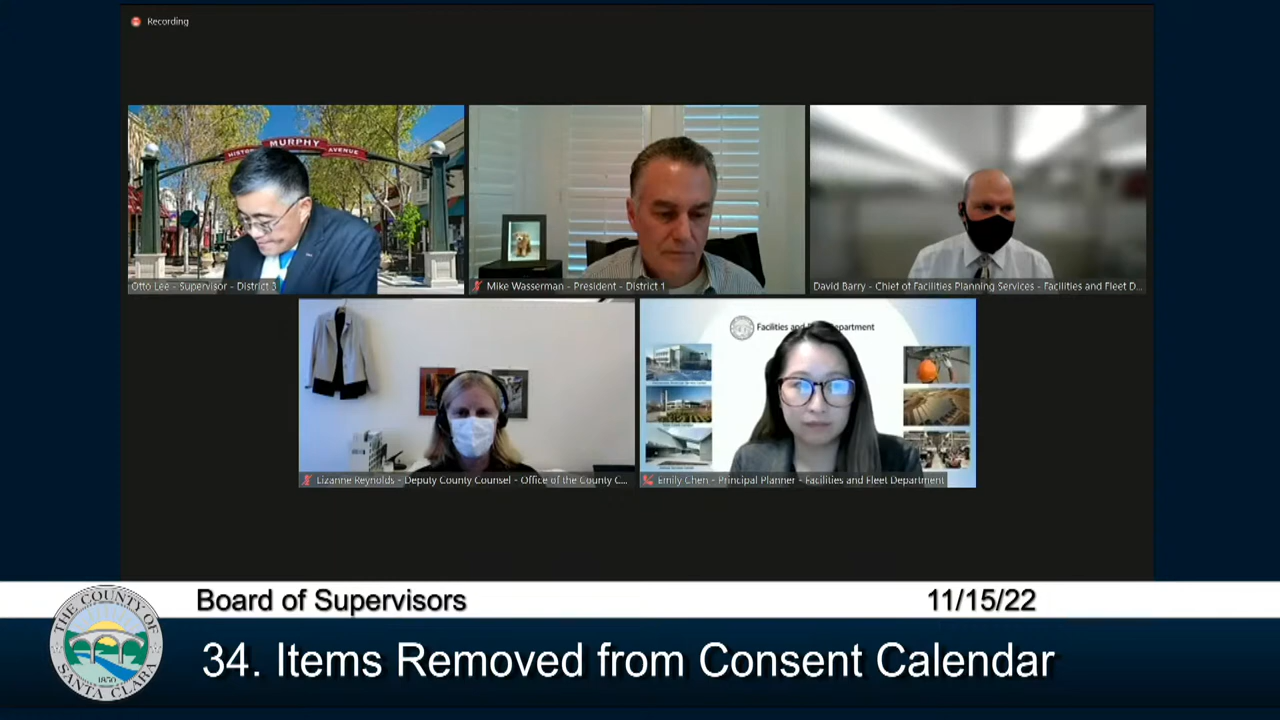 Recording
HISTORIC MURPHY AVENUE
Otto Lee - Supervisor - District 3
Mike Wasserman - President - District 1
David Barry - Chief of Facilities Planning Services - Facilities and Fleet D...
Facilities and Department
Lizanne Reynolds - Deputy County Counsel - Office of the County C...
Emily Chen - Principal Planner - Facilities and Fleet Department
Board of Supervisors
11/15/22
THE COUNTY OF SANTA CLARA
1850
34. Items Removed from Consent Calendar